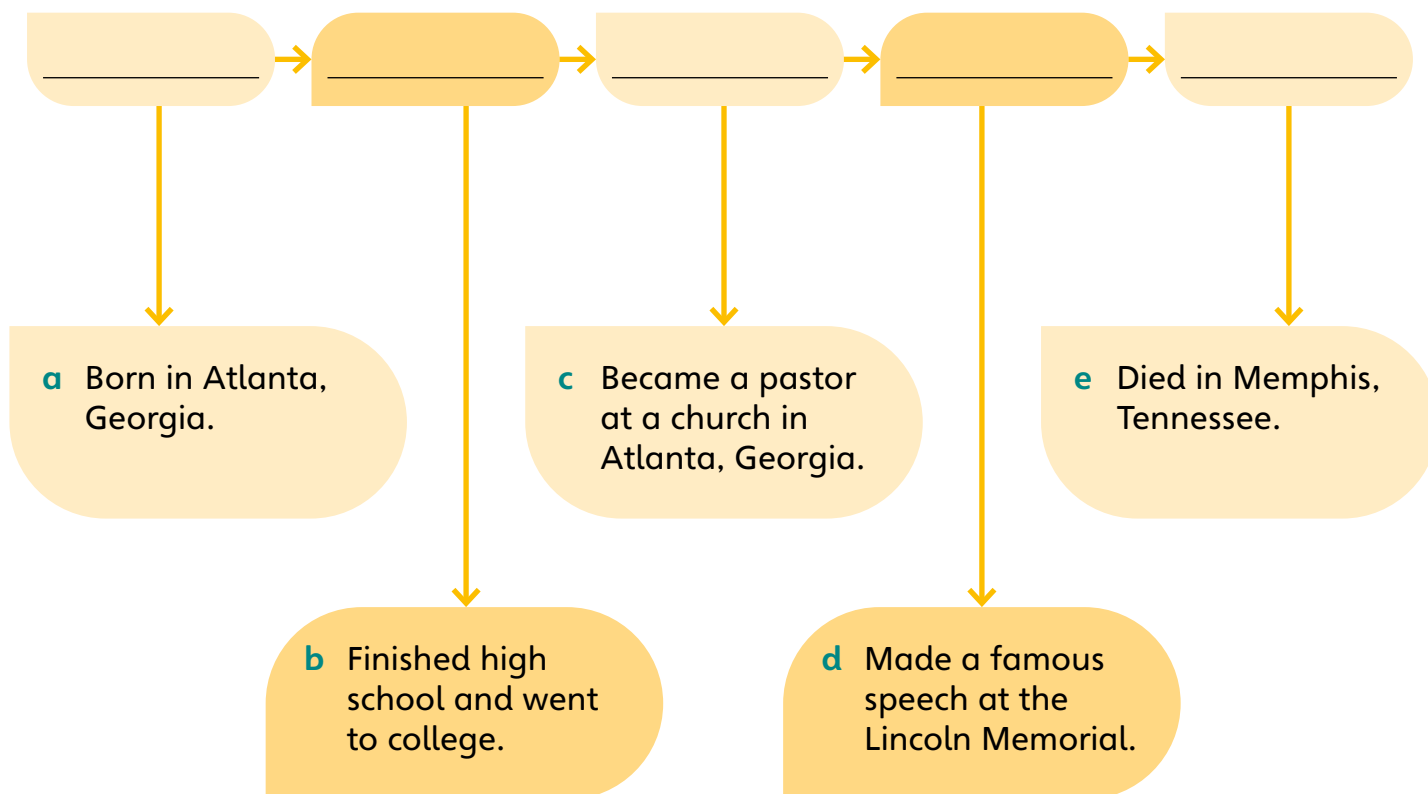 a Born in Atlanta,
Georgia.
b Finished high
school and went
to college.
c Became a pastor
at a church in
Atlanta, Georgia.
d Made a famous
speech at the
Lincoln Memorial.
e Died in Memphis,
Tennessee.